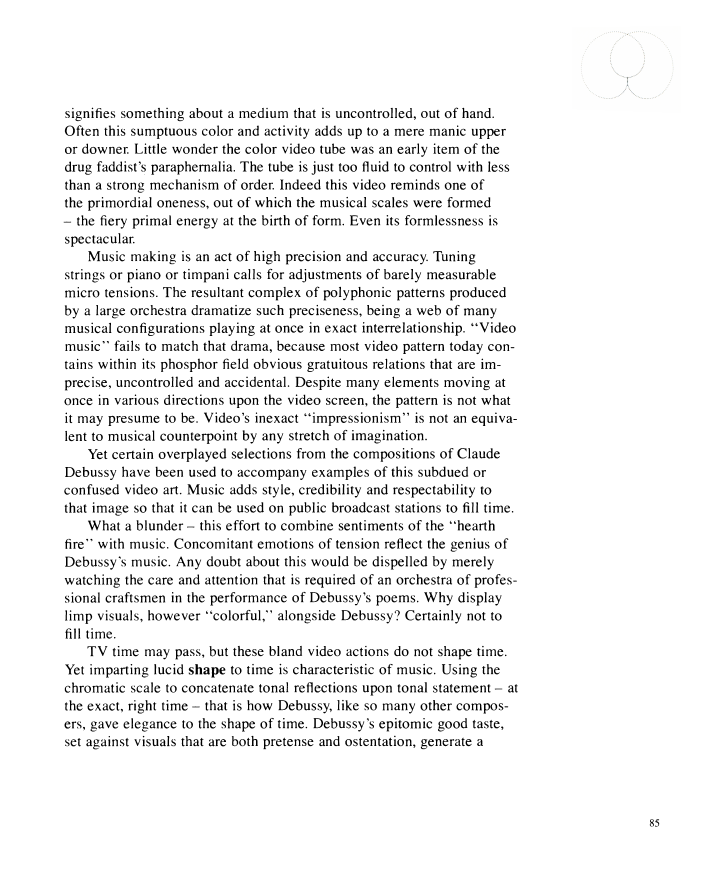 signifies something about a medium that is uncontrolled, out of hand.
Often this sumptuous color and activity adds up to a mere manic upper
or downer. Little wonder the color video tube was an early item of the
drug faddist's paraphernalia. The tube is just too fluid to control with less
than a strong mechanism of order. Indeed this video reminds one of
the primordial oneness, out of which the musical scales were formed
– the fiery primal energy at the birth of form. Even its formlessness is
spectacular.
Music making is an act of high precision and accuracy. Tuning
strings or piano or timpani calls for adjustments of barely measurable
micro tensions. The resultant complex of polyphonic patterns produced
by a large orchestra dramatize such preciseness, being a web of many
musical configurations playing at once in exact interrelationship. "Video
music" fails to match that drama, because most video pattern today con-
tains within its phosphor field obvious gratuitous relations that are im-
precise, uncontrolled and accidental. Despite many elements moving at
once in various directions upon the video screen, the pattern is not what
it may presume to be. Video's inexact "impressionism" is not an equiva-
lent to musical counterpoint by any stretch of imagination.
Yet certain overplayed selections from the compositions of Claude
Debussy have been used to accompany examples of this subdued or
confused video art. Music adds style, credibility and respectability to
that image so that it can be used on public broadcast stations to fill time.
What a blunder – this effort to combine sentiments of the "hearth
fire" with music. Concomitant emotions of tension reflect the genius of
Debussy's music. Any doubt about this would be dispelled by merely
watching the care and attention that is required of an orchestra of profes-
sional craftsmen in the performance of Debussy's poems. Why display
limp visuals, however "colorful," alongside Debussy? Certainly not to
fill time.
TV time may pass, but these bland video actions do not shape time.
Yet imparting lucid shape to time is characteristic of music. Using the
chromatic scale to concatenate tonal reflections upon tonal statement – at
the exact, right time – that is how Debussy, like so many other compos-
ers, gave elegance to the shape of time. Debussy's epitomic good taste,
set against visuals that are both pretense and ostentation, generate a
85